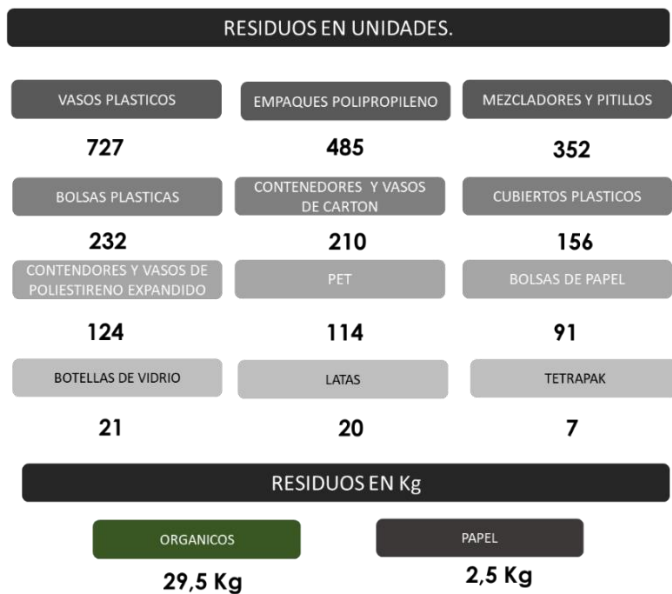 RESIDUOS EN UNIDADES.
VASOS PLASTICOS
EMPAQUES POLIPROPILENO
MEZCLADORES Y PITILLOS
727
485
352
BOLSAS PLASTICAS
CONTENEDORES Y VASOS
DE CARTON
CUBIERTOS PLASTICOS
232
210
156
CONTENDORES Y VASOS DE
POLIESTIRENO EXPANDIDO
PET
BOLSAS DE PAPEL
124
114
91
BOTELLAS DE VIDRIO
LATAS
TETRAPAK
21
20
7
RESIDUOS EN Kg
ORGANICOS
PAPEL
29,5 Kg
2,5 Kg